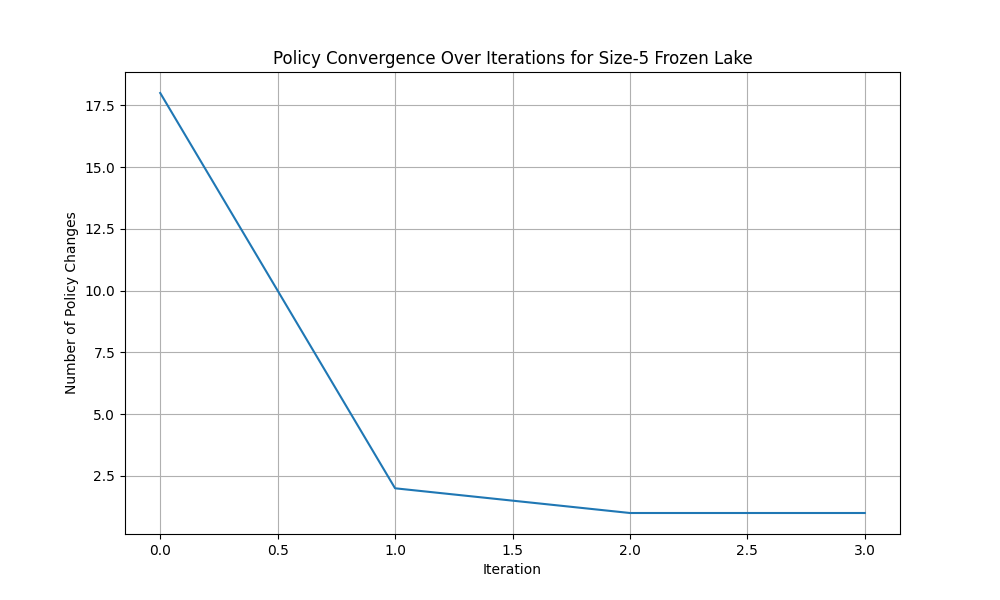 Policy Convergence Over Iterations for Size-5 Frozen Lake
Number of Policy Changes
17.5
15.0
12.5
10.0
7.5
5.0
2.5
0.0 0.5 1.0 1.5 2.0 2.5 3.0
Iteration